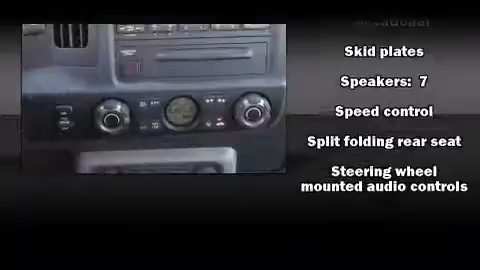 Skid plates
Speakers: 7
Speed control
Split folding rear seat
Steering wheel
mounted audio controls